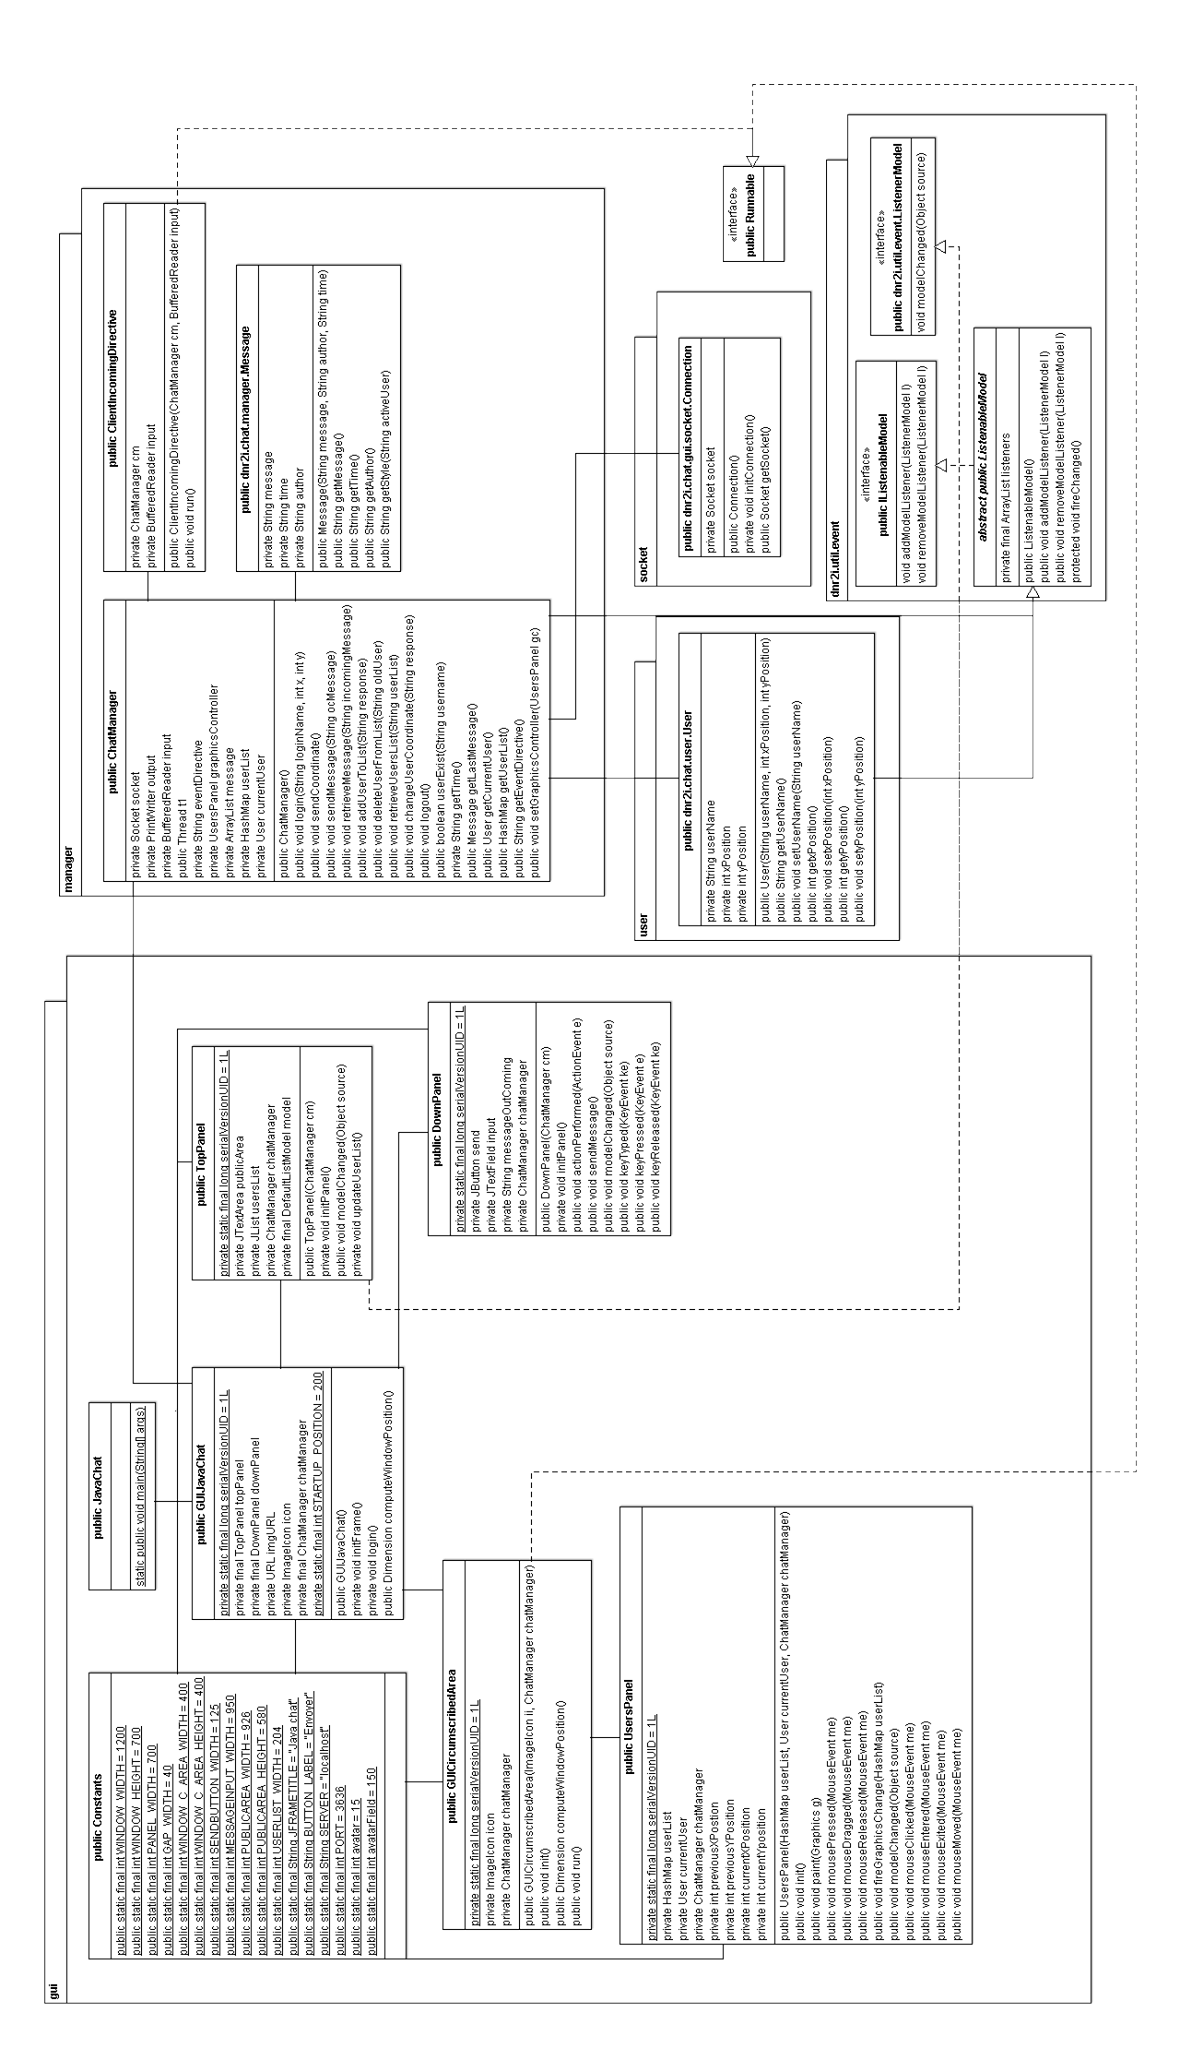 gui
public Constants
public static final int WINDOW_WIDTH = 1200
public static final int WINDOW_HEIGHT = 700
public static final int PANEL_WIDTH = 700
public static final int GAP_WIDTH = 40
public static final int WINDOW_C_AREA_WIDTH = 400
public static final int WINDOW_C_AREA_HEIGHT = 400
public static final int SENDBUTTON_WIDTH = 125
public static final int MESSAGEINPUT_WIDTH = 950
public static final int PUBLICAREA_WIDTH = 926
public static final int PUBLICAREA_HEIGHT = 580
public static final int USERLIST_WIDTH = 204
public static final String JFRAMETITLE = "Java chat"
public static final String BUTTON_LABEL = "Envoyer"
public static final String SERVER = "localhost"
public static final int PORT = 3636
public static final int avatar = 15
public static final int avatarField = 150
public JavaChat
static public void main(String[] args)
public GUIJavaChat
private static final long serialVersionUID = 1L
private final TopPanel topPanel
private final DownPanel downPanel
private URL imgURL
private ImageIcon icon
private final ChatManager chatManager
private static final int STARTUP_POSITION = 200
public GUIJavaChat()
private void initFrame()
private void login()
public Dimension computeWindowPosition()
public TopPanel
private static final long serialVersionUID = 1L
private JTextArea publicArea
private JList usersList
private ChatManager chatManager
private final DefaultListModel model
public TopPanel(ChatManager cm)
private void initPanel()
public void modelChanged(Object source)
private void updateUserList()
public DownPanel
private static final long serialVersionUID = 1L
private JButton send
private JTextField input
private String messageOutComing
private ChatManager chatManager
public DownPanel(ChatManager cm)
private void initPanel()
public void actionPerformed(ActionEvent e)
public void sendMessage()
public void modelChanged(Object source)
public void keyTyped(KeyEvent ke)
public void keyPressed(KeyEvent e)
public void keyReleased(KeyEvent ke)
public GUICircumscribedArea
private static final long serialVersionUID = 1L
private ImageIcon icon
private ChatManager chatManager
public GUICircumscribedArea(ImageIcon ii, ChatManager chatManager)
public void init()
public Dimension computeWindowPosition()
public void run()
public UsersPanel
private static final long serialVersionUID = 1L
private HashMap userList
private User currentUser
private ChatManager chatManager
private int previousXPostion
private int previousYPosition
private int currentXPosition
private int currentYposition
public UsersPanel(HashMap userList, User currentUser, ChatManager chatManager)
public void init()
public void paint(Graphics g)
public void mousePressed(MouseEvent me)
public void mouseDragged(MouseEvent me)
public void mouseReleased(MouseEvent me)
public void fireGraphicsChange(HashMap userList)
public void modelChanged(Object source)
public void mouseClicked(MouseEvent me)
public void mouseEntered(MouseEvent me)
public void mouseExited(MouseEvent me)
public void mouseMoved(MouseEvent me)
manager
public ChatManager
private Socket socket
private PrintWriter output
private BufferedReader input
public Thread t1
private String eventDirective
private UsersPanel graphicsController
private ArrayList message
private HashMap userList
private User currentUser
public ChatManager()
public void login(String loginName, int x, int y)
public void sendCoordinate()
public void sendMessage(String ocMessage)
public void retrieveMessage(String incomingMessage)
public void addUserToList(String response)
public void deleteUserFromList(String oldUser)
public void retrieveUsersList(String userList)
public void changeUserCoordinate(String response)
public void logout()
public boolean userExist(String username)
private String getTime()
public Message getLastMessage()
public User getCurrentUser()
public HashMap getUserList()
public String getEventDirective()
public void setGraphicsController(UsersPanel gc)
public ClientIncomingDirective
private ChatManager cm
private BufferedReader input
public ClientIncomingDirective(ChatManager cm, BufferedReader input)
public void run()
public dnr2i.chat.manager.Message
private String message
private String time
private String author
public Message(String message, String author, String time)
public String getMessage()
public String getTime()
public String getAuthor()
public String getStyle(String activeUser)
user
public dnr2i.chat.user.User
private String userName
private int xPosition
private int yPosition
public User(String userName, int xPosition, int yPosition)
public String getUserName()
public void setUserName(String userName)
public int getxPosition()
public void setxPosition(int xPosition)
public int getyPosition()
public void setyPosition(int yPosition)
socket
public dnr2i.chat.gui.socket.Connection
private Socket socket
public Connection()
private void initConnection()
public Socket getSocket()
«interface»
public Runnable
dnr2i.util.event
«interface»
public IListenableModel
void addModelListener(ListenerModel l)
void removeModelListener(ListenerModel l)
«interface»
public dnr2i.util.event.ListenerModel
void modelChanged(Object source)
abstract public ListenableModel
private final ArrayList listeners
public ListenableModel()
public void addModelListener(ListenerModel l)
public void removeModelListener(ListenerModel l)
protected void fireChanged()